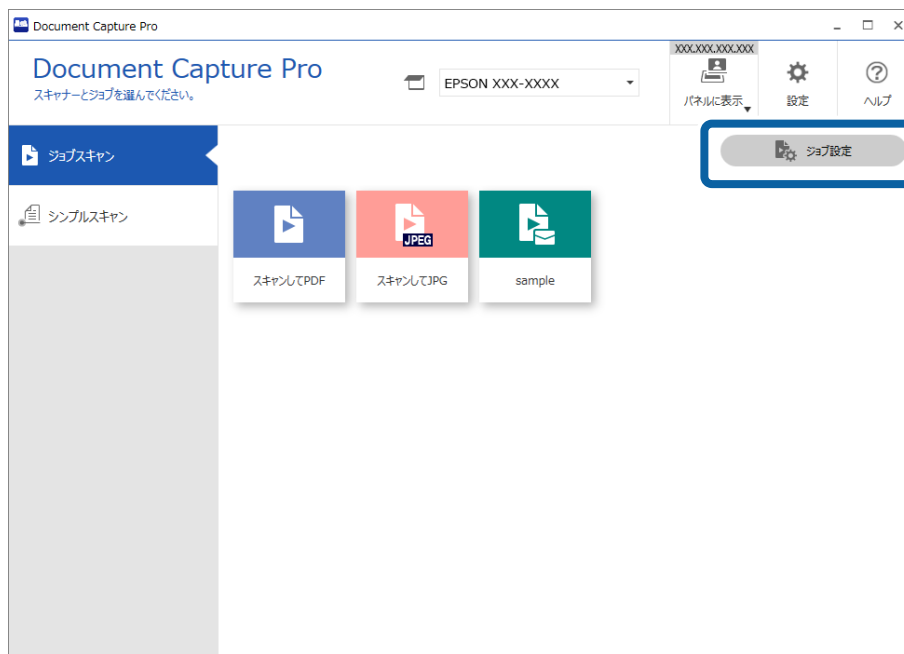 Document Capture Pro
Document Capture Pro
スキャナーとジョブを選んでください。
EPSON XXX-XXXX
XXX.XXX.XXX.XXX
パネルに表示
設定
ヘルプ
ジョブスキャン
ジョブ設定
シンプルスキャン
JPEG
スキャンしてPDF
スキャンしてJPG
sample